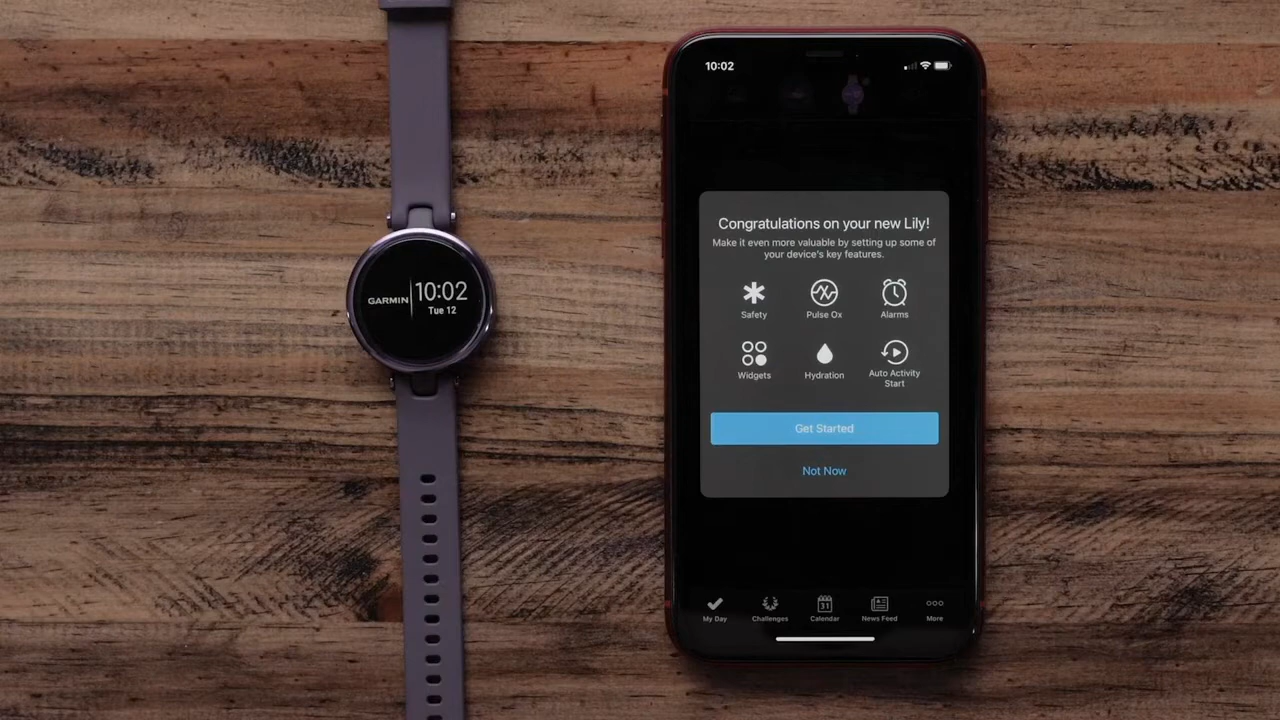 GARMIN
10:02
Tue 12
10:02
Congratulations on your new Lily!
Make it even more valuable by setting up some of
your device's key features.
Safety
Pulse Ox
Alarms
Widgets
Hydration
Auto Activity
Start
Get Started
Not Now
31
My Day
Challenges
Calendar
News Feed
More